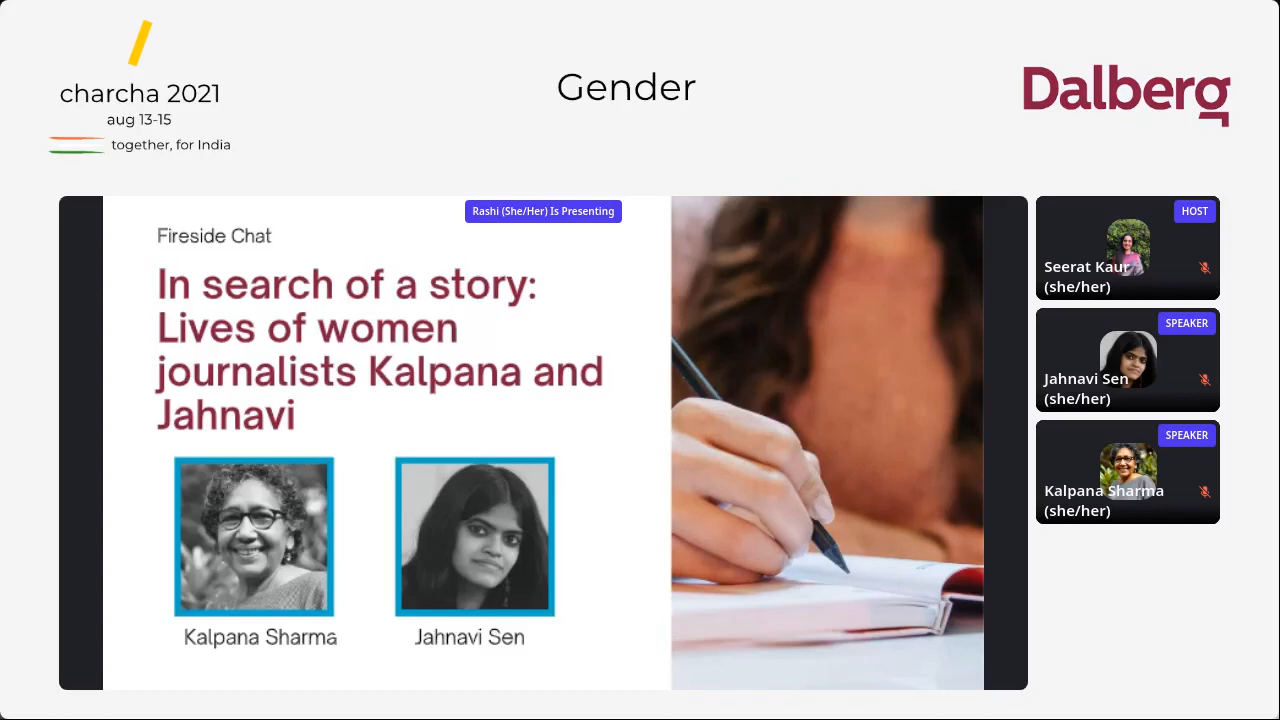 charcha 2021
aug 13-15
together, for India
Gender
Dalberg
Rashi (She/Her) Is Presenting
Fireside Chat
In search of a story:
Lives of women
journalists Kalpana and
Jahnavi
Kalpana Sharma
Jahnavi Sen
HOST
Seerat Kaur
(she/her)
SPEAKER
Jahnavi Sen
(she/her)
SPEAKER
Kalpana Sharma
(she/her)